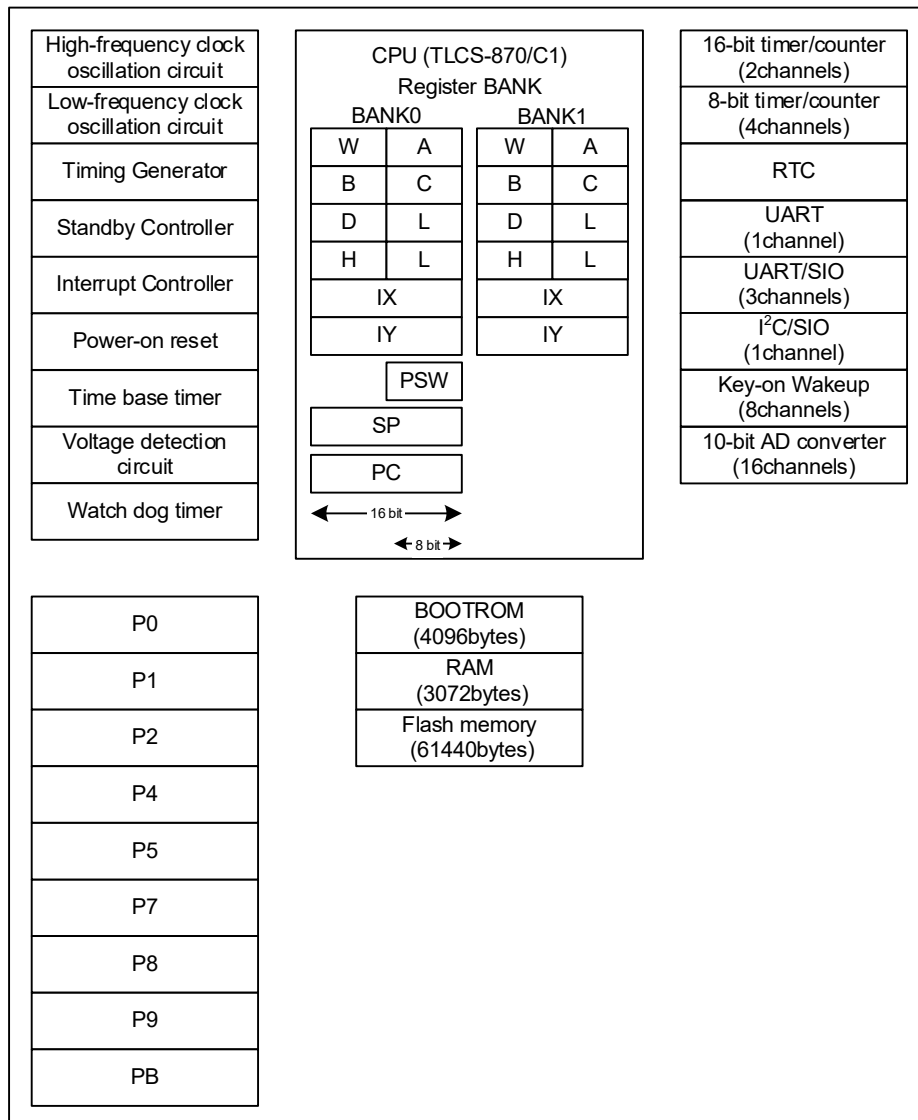 High-frequency clock
oscillation circuit
Low-frequency clock
oscillation circuit
Timing Generator
Standby Controller
Interrupt Controller
Power-on reset
Time base timer
Voltage detection
circuit
Watch dog timer
CPU (TLCS-870/C1)
Register BANK
BANK0 BANK1
W A W A
B C B C
D L D L
H L H L
IX IX
IY IY
PSW
SP
PC
16 bit
8 bit
16-bit timer/counter
(2channels)
8-bit timer/counter
(4channels)
RTC
UART
(1channel)
UART/SIO
(3channels)
I²C/SIO
(1channel)
Key-on Wakeup
(8channels)
10-bit AD converter
(16channels)
P0
P1
P2
P4
P5
P7
P8
P9
PB
BOOTROM
(4096bytes)
RAM
(3072bytes)
Flash memory
(61440bytes)